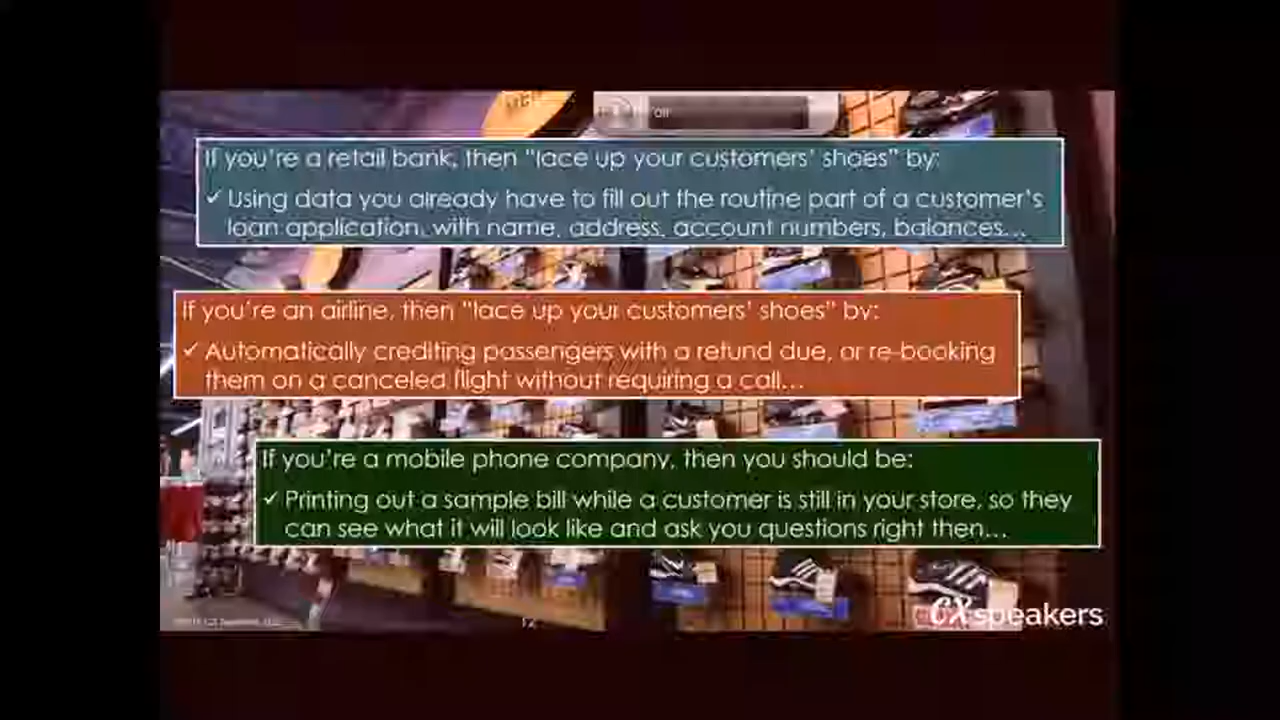 If you're a retail bank, then "lace up your customers' shoes" by:
✓ Using data you already have to fill out the routine part of a customer's
loan application, with name, address, account numbers, balances...
If you're an airline, then "lace up your customers' shoes" by:
✓ Automatically crediting passengers with a refund due, or re-booking
them on a canceled flight without requiring a call...
If you're a mobile phone company, then you should be:
✓ Printing out a sample bill while a customer is still in your store, so they
can see what it will look like and ask you questions right then...
12
CXspeakers